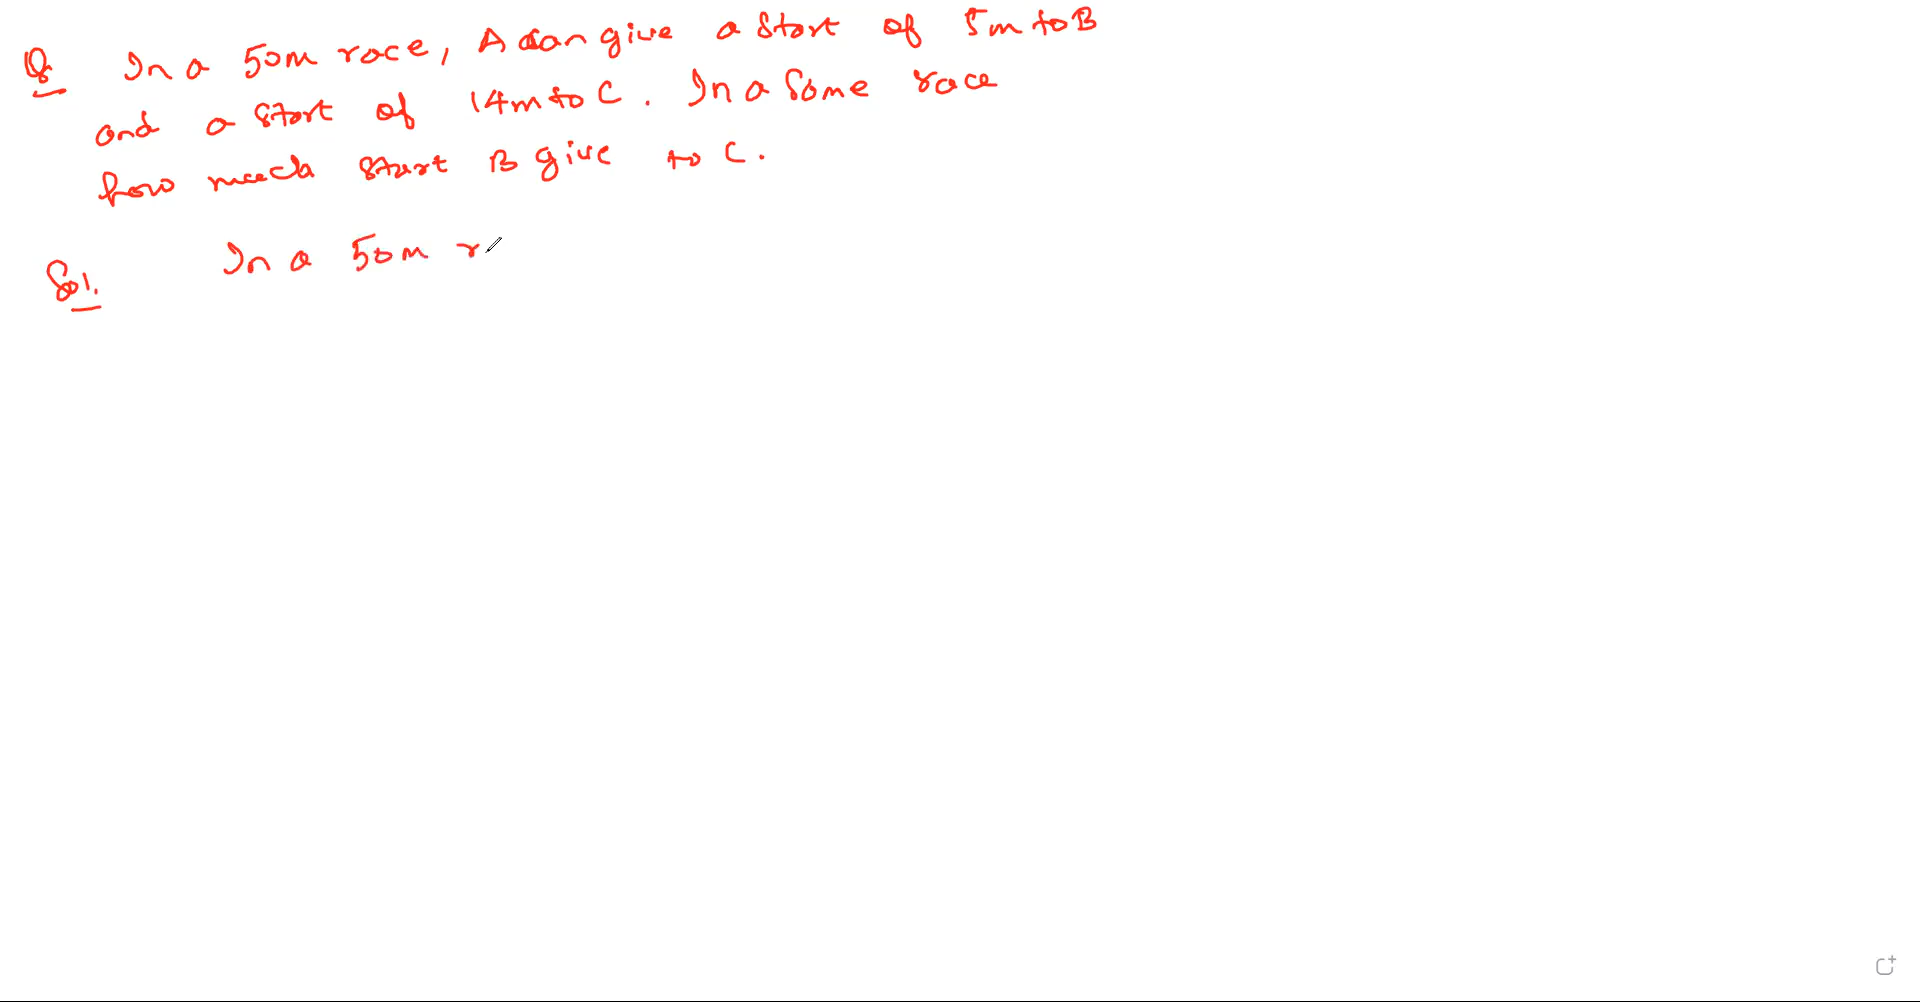 Q In a 50m race, A can give a start of 5m to B
and a start of 14m to C. In a same race
how much start B give to C.
Sol. In a 50m r